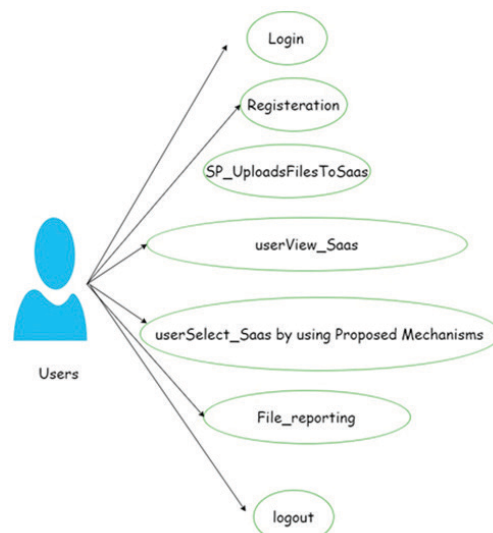 Login
Registeration
SP_UploadsFilesToSaas
userView_Saas
userSelect_Saas by using Proposed Mechanisms
Users
File_reporting
logout